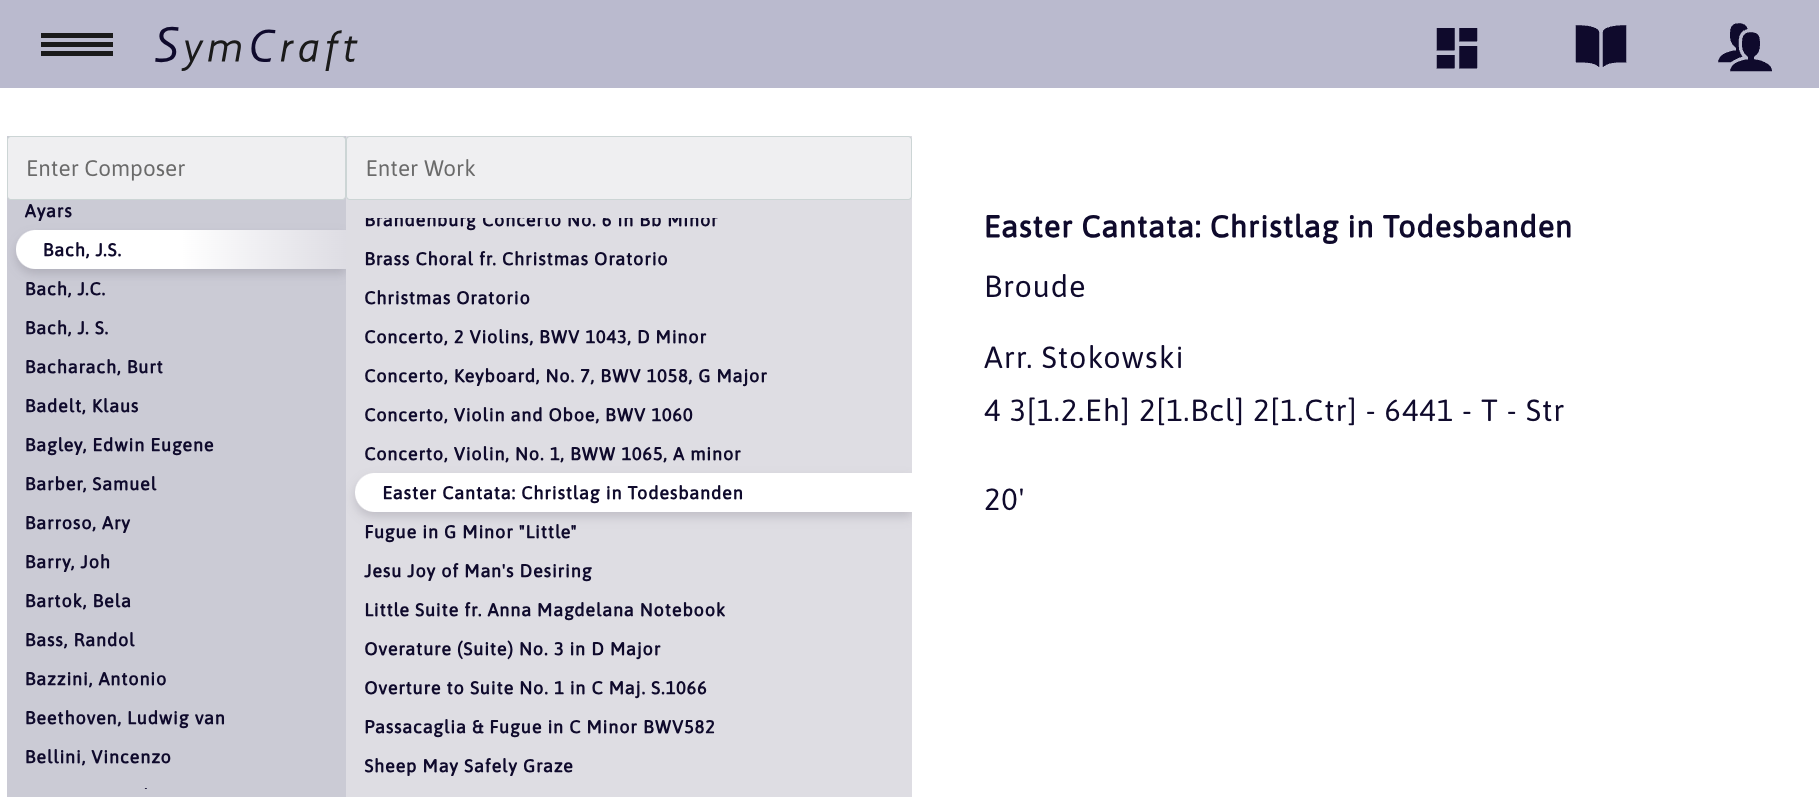 SymCraft
Enter Composer
Ayars
Bach, J.S.
Bach, J.C.
Bach, J. S.
Bacharach, Burt
Badelt, Klaus
Bagley, Edwin Eugene
Barber, Samuel
Barroso, Ary
Barry, Joh
Bartok, Bela
Bass, Randol
Bazzini, Antonio
Beethoven, Ludwig van
Bellini, Vincenzo
Enter Work
Brandenburg Concerto No. 6 in Bb Minor
Brass Choral fr. Christmas Oratorio
Christmas Oratorio
Concerto, 2 Violins, BWV 1043, D Minor
Concerto, Keyboard, No. 7, BWV 1058, G Major
Concerto, Violin and Oboe, BWV 1060
Concerto, Violin, No. 1, BWW 1065, A minor
Easter Cantata: Christlag in Todesbanden
Fugue in G Minor "Little"
Jesu Joy of Man's Desiring
Little Suite fr. Anna Magdelana Notebook
Overature (Suite) No. 3 in D Major
Overture to Suite No. 1 in C Maj. S.1066
Passacaglia & Fugue in C Minor BWV582
Sheep May Safely Graze
Easter Cantata: Christlag in Todesbanden
Broude
Arr. Stokowski
4 3[1.2.Eh] 2[1.Bcl] 2[1.Ctr] - 6441 - T - Str
20'